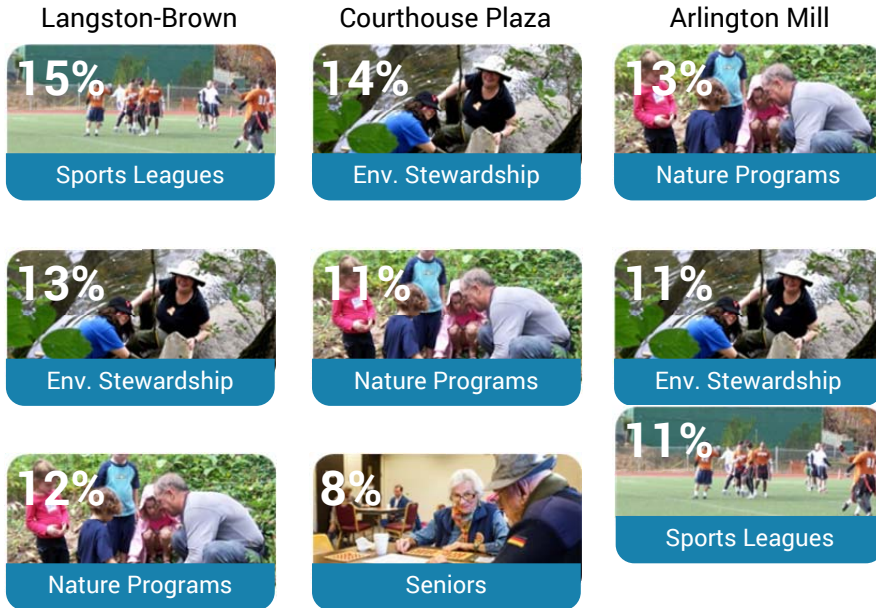 Langston-Brown
Courthouse Plaza
Arlington Mill
15%
Sports Leagues
14%
Env. Stewardship
13%
Nature Programs
13%
Env. Stewardship
11%
Nature Programs
11%
Env. Stewardship
12%
Nature Programs
8%
Seniors
11%
Sports Leagues